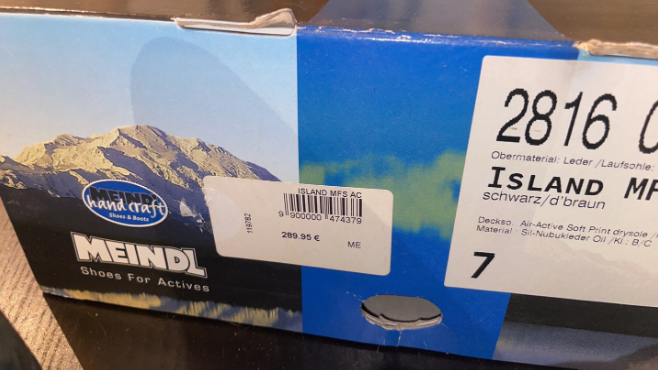 MEINDL
hand craft
Shoes & Boots
MEINDL
Shoes For Actives
ISLAND MFS AC
9 900000 474379
119782
289.95 €
ME
2816 0
Obermaterial: Leder /Laufsohle:
ISLAND MF
schwarz/d'braun
Deckso. Air-Active Soft Print drysole /
Material : Sil-Nubukleder Oil /Kl.: B/C
7